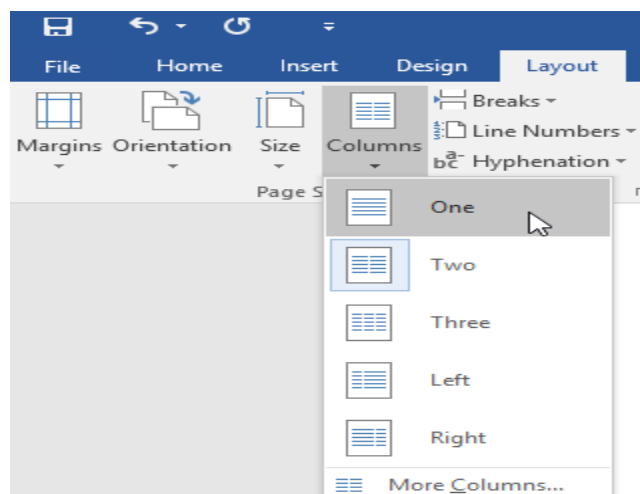 File Home Insert Design Layout
Breaks
Line Numbers
Margins Orientation Size Columns
Hyphenation
Page S
One
Two
Three
Left
Right
More Columns...